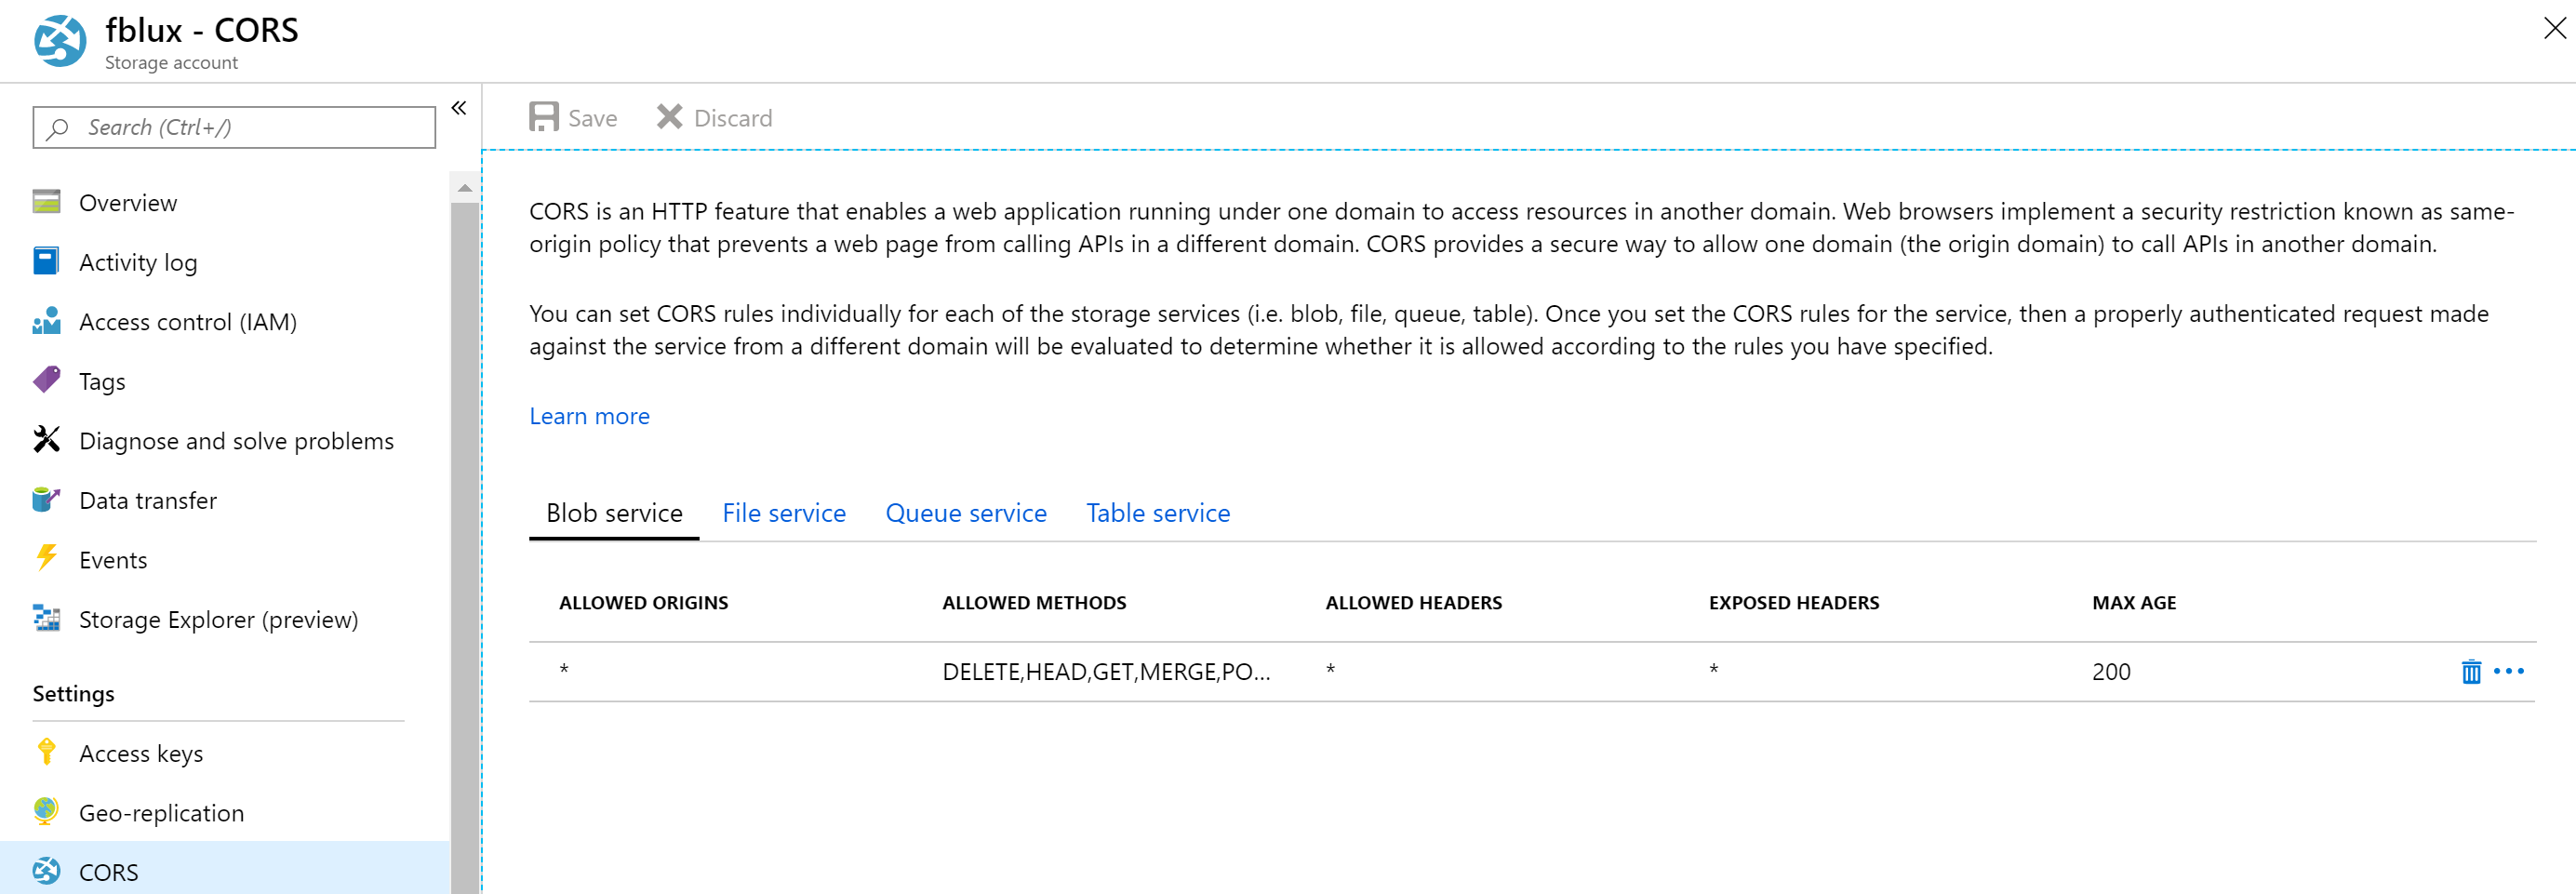 fblux - CORS
Storage account
Search (Ctrl+/)
Overview
Activity log
Access control (IAM)
Tags
Diagnose and solve problems
Data transfer
Events
Storage Explorer (preview)
Settings
Access keys
Geo-replication
CORS
Save Discard
CORS is an HTTP feature that enables a web application running under one domain to access resources in another domain. Web browsers implement a security restriction known as same-
origin policy that prevents a web page from calling APIs in a different domain. CORS provides a secure way to allow one domain (the origin domain) to call APIs in another domain.
You can set CORS rules individually for each of the storage services (i.e. blob, file, queue, table). Once you set the CORS rules for the service, then a properly authenticated request made
against the service from a different domain will be evaluated to determine whether it is allowed according to the rules you have specified.
Learn more
Blob service File service Queue service Table service
ALLOWED ORIGINS ALLOWED METHODS ALLOWED HEADERS EXPOSED HEADERS MAX AGE
* DELETE,HEAD,GET,MERGE,PO... * * 200